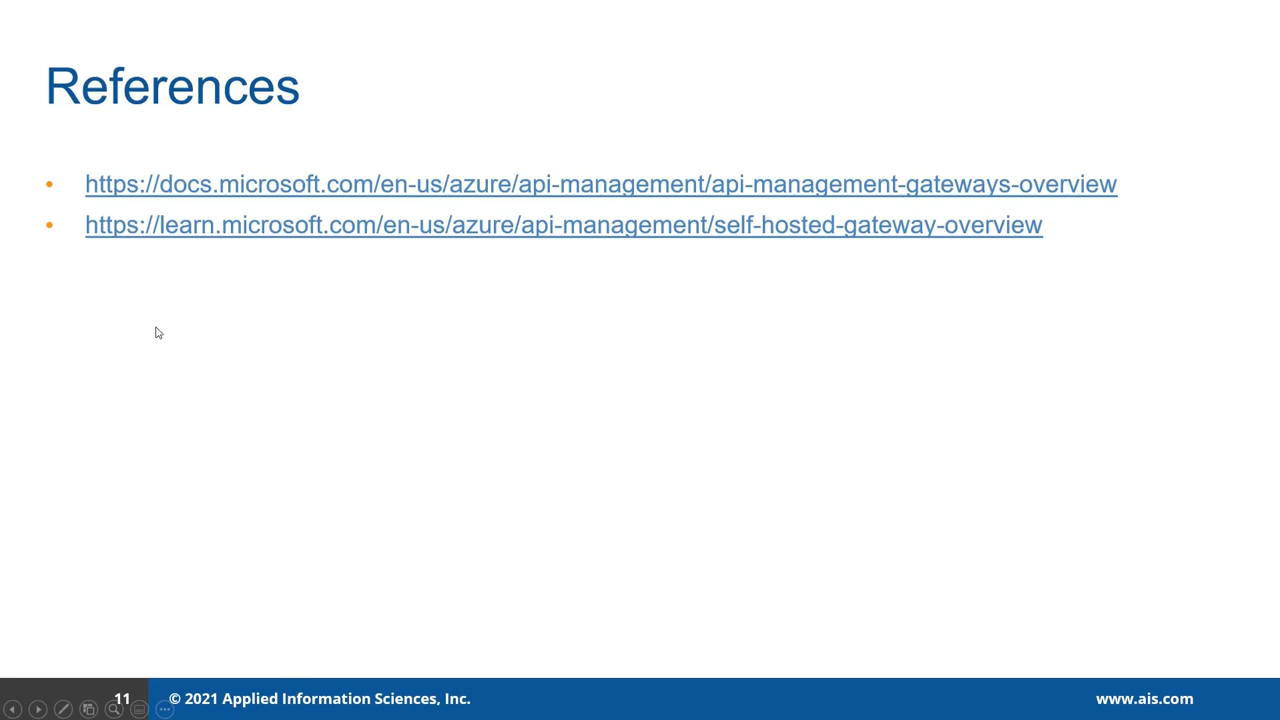 References
• https://docs.microsoft.com/en-us/azure/api-management/api-management-gateways-overview
• https://learn.microsoft.com/en-us/azure/api-management/self-hosted-gateway-overview
11 © 2021 Applied Information Sciences, Inc. www.ais.com